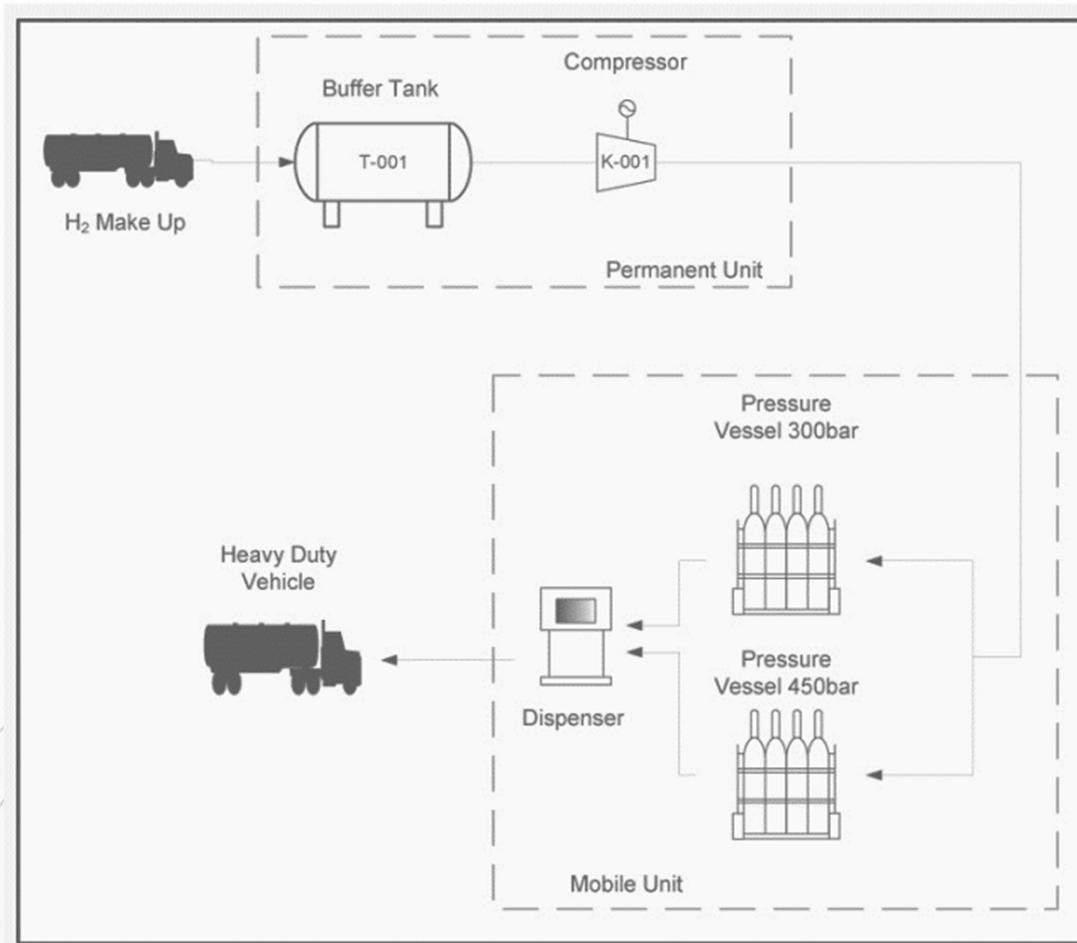 Compressor
Buffer Tank
T-001
K-001
H₂ Make Up
Permanent Unit
Pressure
Vessel 300bar
Heavy Duty
Vehicle
Pressure
Vessel 450bar
Dispenser
Mobile Unit